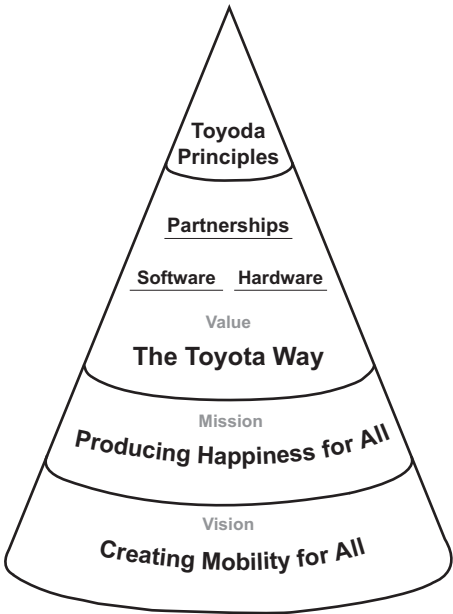 Toyoda
Principles
Partnerships
Software Hardware
Value
The Toyota Way
Mission
Producing Happiness for All
Vision
Creating Mobility for All